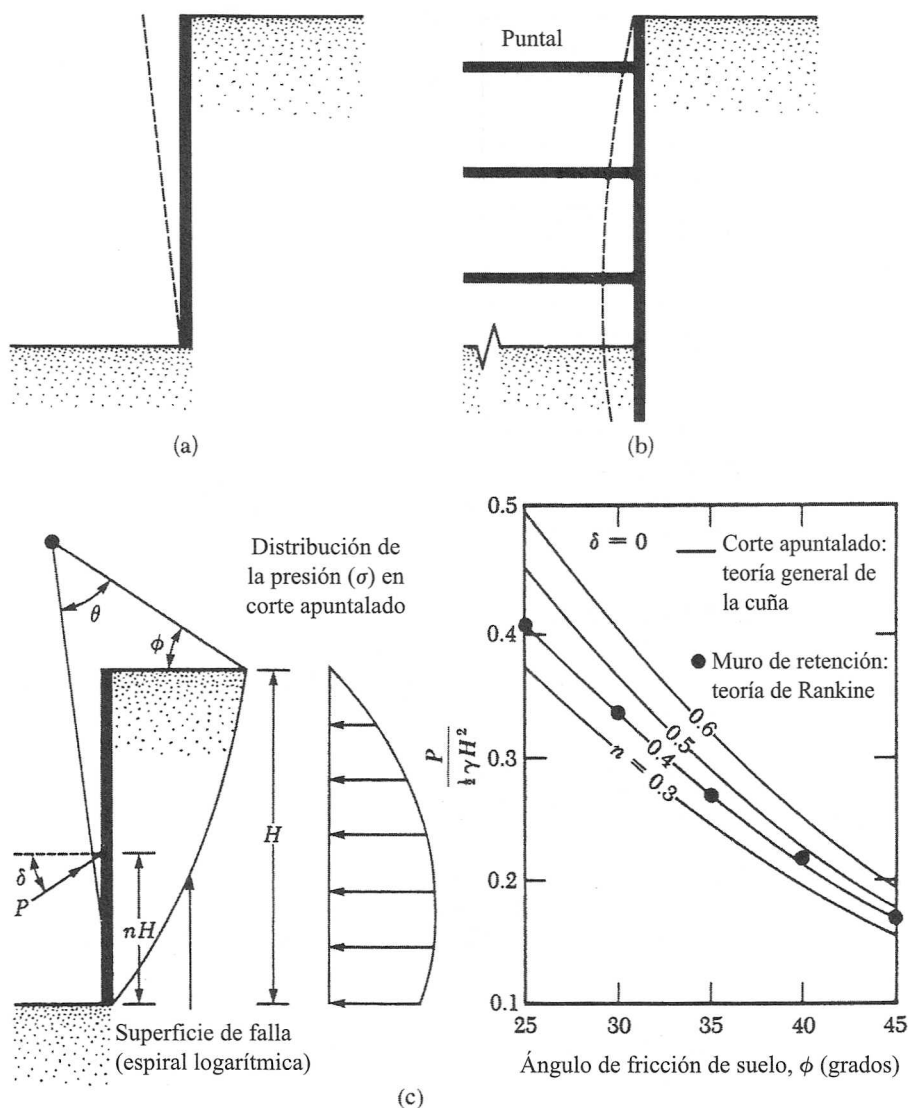 Puntal
(a)
(b)
Distribución de
la presión (σ) en
corte apuntalado
θ
ϕ
δ
P
nH
H
Superficie de falla
(espiral logarítmica)
P
½γH²
0.5
0.4
0.3
0.2
0.1
δ = 0
Corte apuntalado:
teoría general de
la cuña
Muro de retención:
teoría de Rankine
0.6
0.5
0.4
n = 0.3
25
30
35
40
45
Ángulo de fricción de suelo, ϕ (grados)
(c)